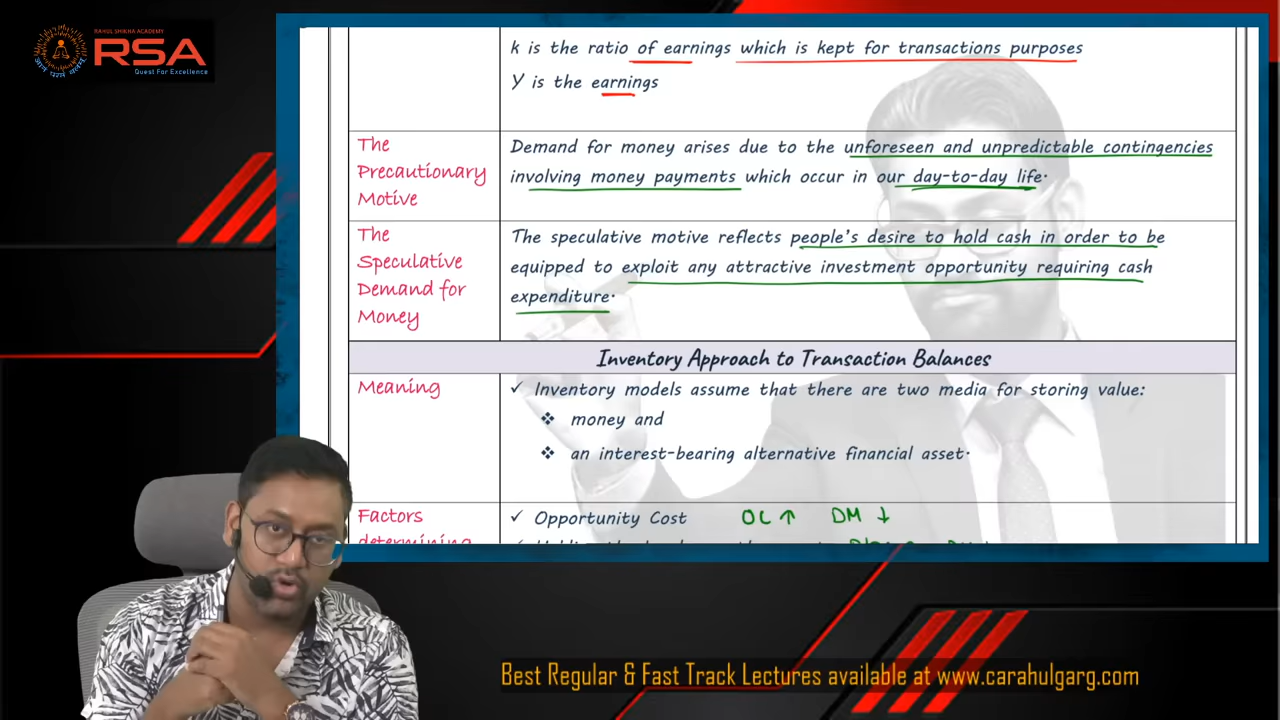 RAHUL SHIKHA ACADEMY
RSA
Quest For Excellence
k is the ratio of earnings which is kept for transactions purposes
Y is the earnings
The
Precautionary
Motive
Demand for money arises due to the unforeseen and unpredictable contingencies
involving money payments which occur in our day-to-day life.
The
Speculative
Demand for
Money
The speculative motive reflects people's desire to hold cash in order to be
equipped to exploit any attractive investment opportunity requiring cash
expenditure.
Inventory Approach to Transaction Balances
Meaning
✓ Inventory models assume that there are two media for storing value:
❖ money and
❖ an interest-bearing alternative financial asset.
Factors
determining
✓ Opportunity Cost OC ↑ DM ↓
Best Regular & Fast Track Lectures available at www.carahulgarg.com